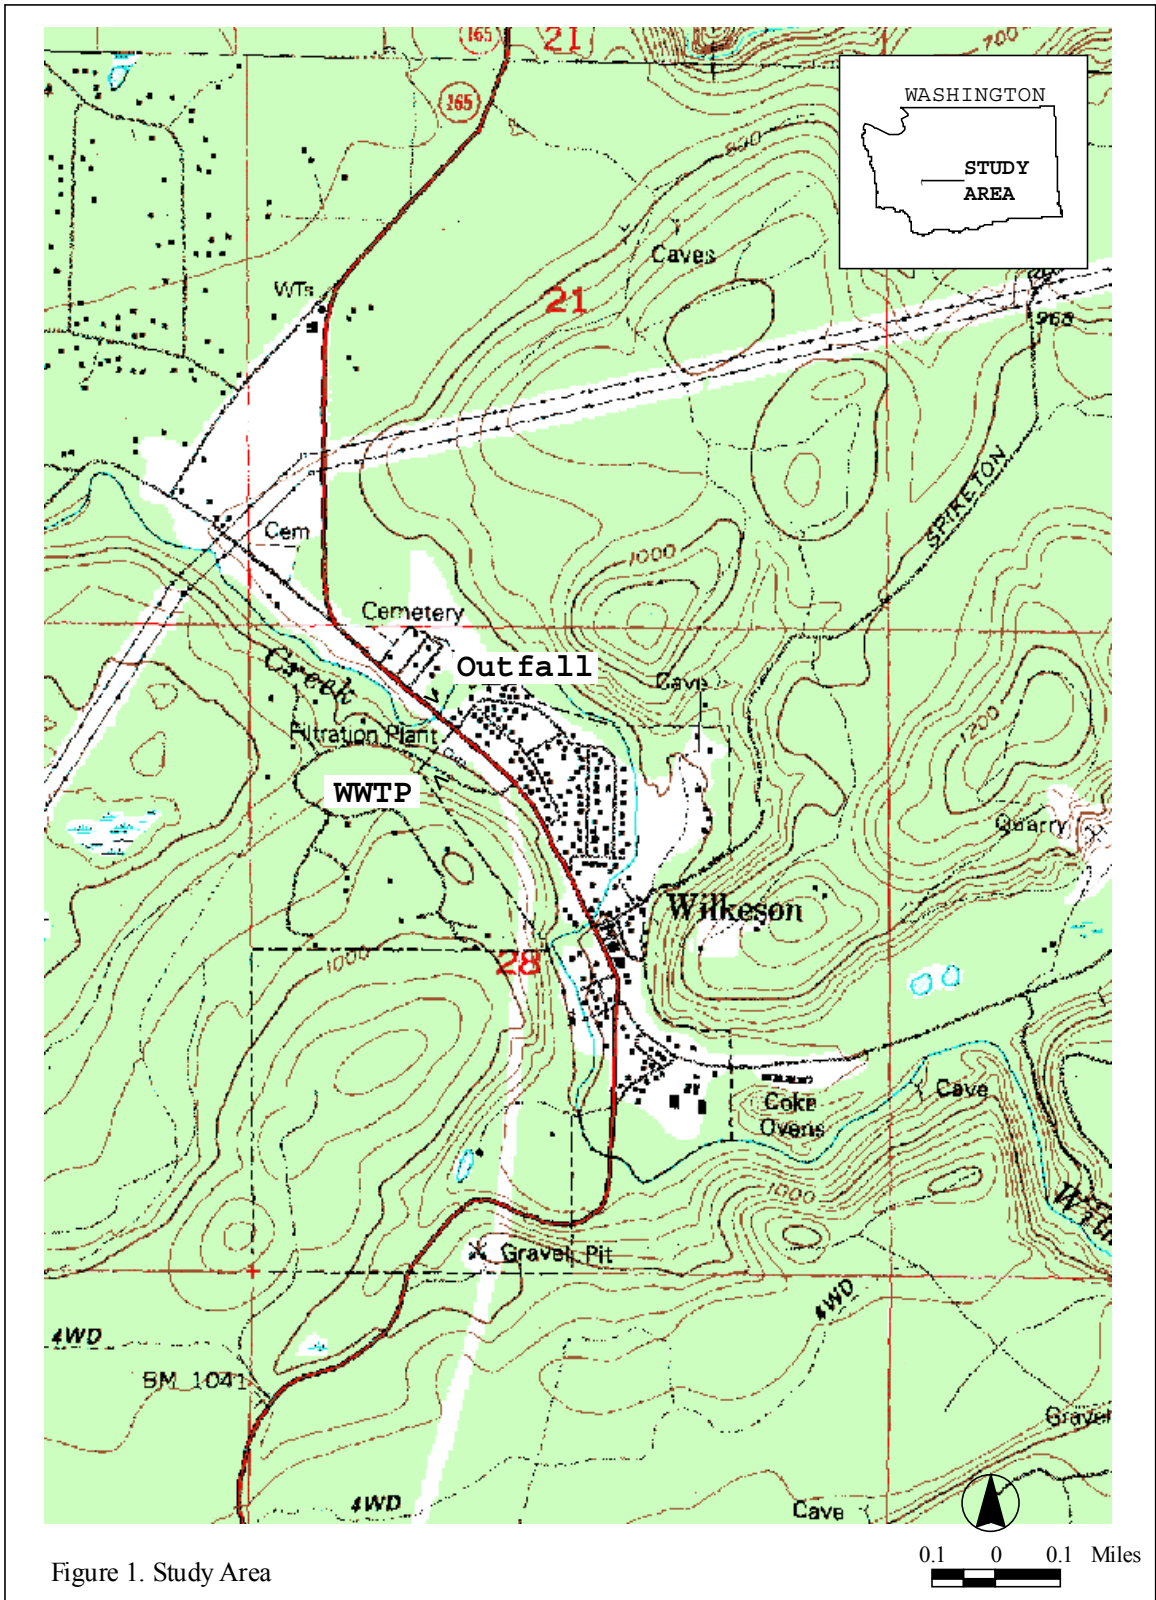 165
21
700
165
WASHINGTON
STUDY
AREA
800
Caves
WTs
21
968
SPIKETON
Cem
1000
Cemetery
Outfall
Creek
Cave
Filtration Plant
1200
WWTP
Quarry
Wilkeson
28
1000
Cave
Coke
Ovens
1000
Gravel Pit
4WD
4WD
BM 1041
4WD
Cave
Figure 1. Study Area
0.1 0 0.1 Miles